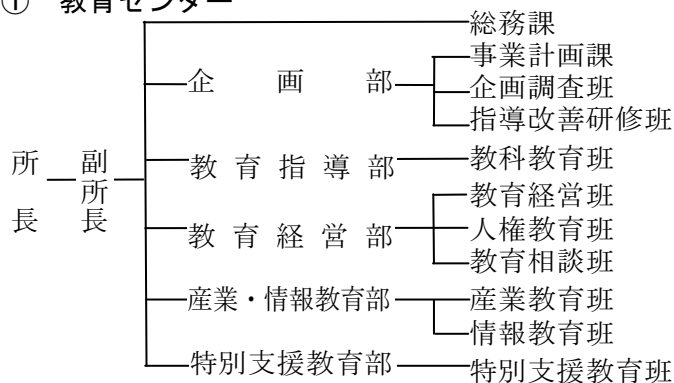 ① 教育センター
総務課
企画部
事業計画課
企画調査班
指導改善研修班
所長
副所長
教育指導部
教科教育班
教育経営部
教育経営班
人権教育班
教育相談班
産業・情報教育部
産業教育班
情報教育班
特別支援教育部
特別支援教育班